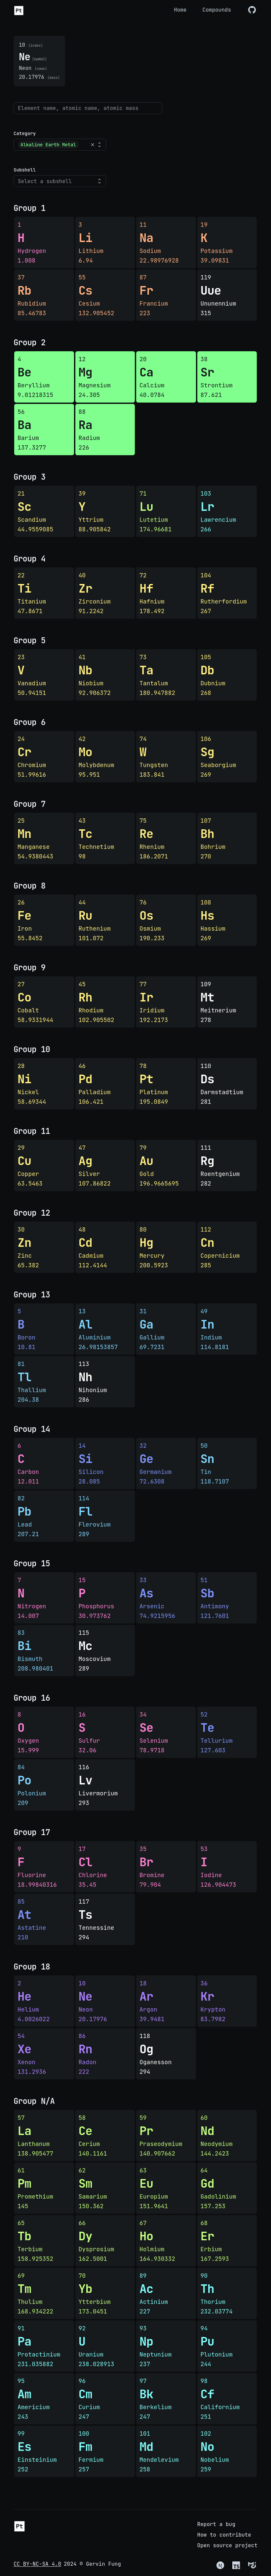 Pt
Home Compounds
10 (index)
Ne (symbol)
Neon (name)
20.17976 (mass)
Element name, atomic name, atomic mass
Category
Alkaline Earth Metal
Subshell
Select a subshell
Group 1
1 3 11 19
H Li Na K
Hydrogen Lithium Sodium Potassium
1.008 6.94 22.98976928 39.09831
37 55 87 119
Rb Cs Fr Uue
Rubidium Cesium Francium Ununennium
85.46783 132.905452 223 315
Group 2
4 12 20 38
Be Mg Ca Sr
Beryllium Magnesium Calcium Strontium
9.01218315 24.305 40.0784 87.621
56 88
Ba Ra
Barium Radium
137.3277 226
Group 3
21 39 71 103
Sc Y Lu Lr
Scandium Yttrium Lutetium Lawrencium
44.9559085 88.905842 174.96681 266
Group 4
22 40 72 104
Ti Zr Hf Rf
Titanium Zirconium Hafnium Rutherfordium
47.8671 91.2242 178.492 267
Group 5
23 41 73 105
V Nb Ta Db
Vanadium Niobium Tantalum Dubnium
50.94151 92.906372 180.947882 268
Group 6
24 42 74 106
Cr Mo W Sg
Chromium Molybdenum Tungsten Seaborgium
51.99616 95.951 183.841 269
Group 7
25 43 75 107
Mn Tc Re Bh
Manganese Technetium Rhenium Bohrium
54.9380443 98 186.2071 270
Group 8
26 44 76 108
Fe Ru Os Hs
Iron Ruthenium Osmium Hassium
55.8452 101.072 190.233 269
Group 9
27 45 77 109
Co Rh Ir Mt
Cobalt Rhodium Iridium Meitnerium
58.9331944 102.905502 192.2173 278
Group 10
28 46 78 110
Ni Pd Pt Ds
Nickel Palladium Platinum Darmstadtium
58.69344 106.421 195.0849 281
Group 11
29 47 79 111
Cu Ag Au Rg
Copper Silver Gold Roentgenium
63.5463 107.86822 196.9665695 282
Group 12
30 48 80 112
Zn Cd Hg Cn
Zinc Cadmium Mercury Copernicium
65.382 112.4144 200.5923 285
Group 13
5 13 31 49
B Al Ga In
Boron Aluminium Gallium Indium
10.81 26.98153857 69.7231 114.8181
81 113
Tl Nh
Thallium Nihonium
204.38 286
Group 14
6 14 32 50
C Si Ge Sn
Carbon Silicon Germanium Tin
12.011 28.085 72.6308 118.7107
82 114
Pb Fl
Lead Flerovium
207.21 289
Group 15
7 15 33 51
N P As Sb
Nitrogen Phosphorus Arsenic Antimony
14.007 30.973762 74.9215956 121.7601
83 115
Bi Mc
Bismuth Moscovium
208.980401 289
Group 16
8 16 34 52
O S Se Te
Oxygen Sulfur Selenium Tellurium
15.999 32.06 78.9718 127.603
84 116
Po Lv
Polonium Livermorium
209 293
Group 17
9 17 35 53
F Cl Br I
Fluorine Chlorine Bromine Iodine
18.99840316 35.45 79.904 126.904473
85 117
At Ts
Astatine Tennessine
210 294
Group 18
2 10 18 36
He Ne Ar Kr
Helium Neon Argon Krypton
4.0026022 20.17976 39.9481 83.7982
54 86 118
Xe Rn Og
Xenon Radon Oganesson
131.2936 222 294
Group N/A
57 58 59 60
La Ce Pr Nd
Lanthanum Cerium Praseodymium Neodymium
138.905477 140.1161 140.907662 144.2423
61 62 63 64
Pm Sm Eu Gd
Promethium Samarium Europium Gadolinium
145 150.362 151.9641 157.253
65 66 67 68
Tb Dy Ho Er
Terbium Dysprosium Holmium Erbium
158.925352 162.5001 164.930332 167.2593
69 70 89 90
Tm Yb Ac Th
Thulium Ytterbium Actinium Thorium
168.934222 173.0451 227 232.03774
91 92 93 94
Pa U Np Pu
Protactinium Uranium Neptunium Plutonium
231.035882 238.028913 237 244
95 96 97 98
Am Cm Bk Cf
Americium Curium Berkelium Californium
243 247 247 251
99 100 101 102
Es Fm Md No
Einsteinium Fermium Mendelevium Nobelium
252 257 258 259
Pt
Report a bug
How to contribute
Open source project
CC BY-NC-SA 4.0 2024 © Gervin Fung